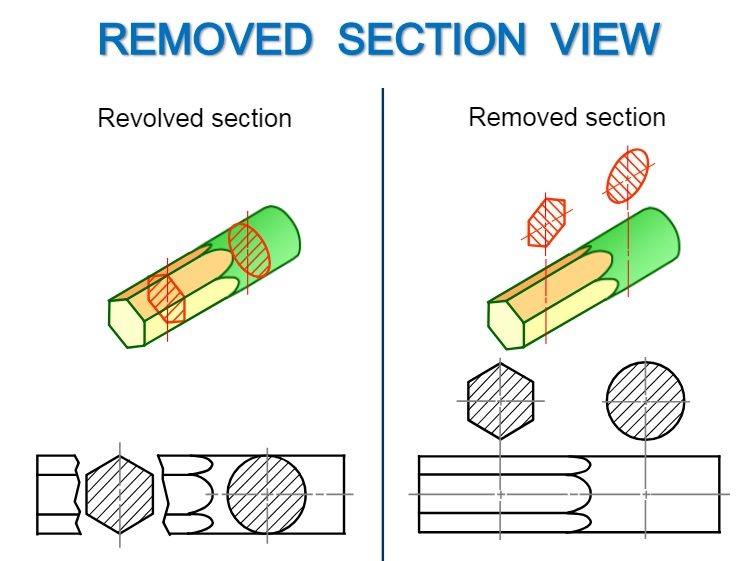 REMOVED SECTION VIEW
Revolved section
Removed section